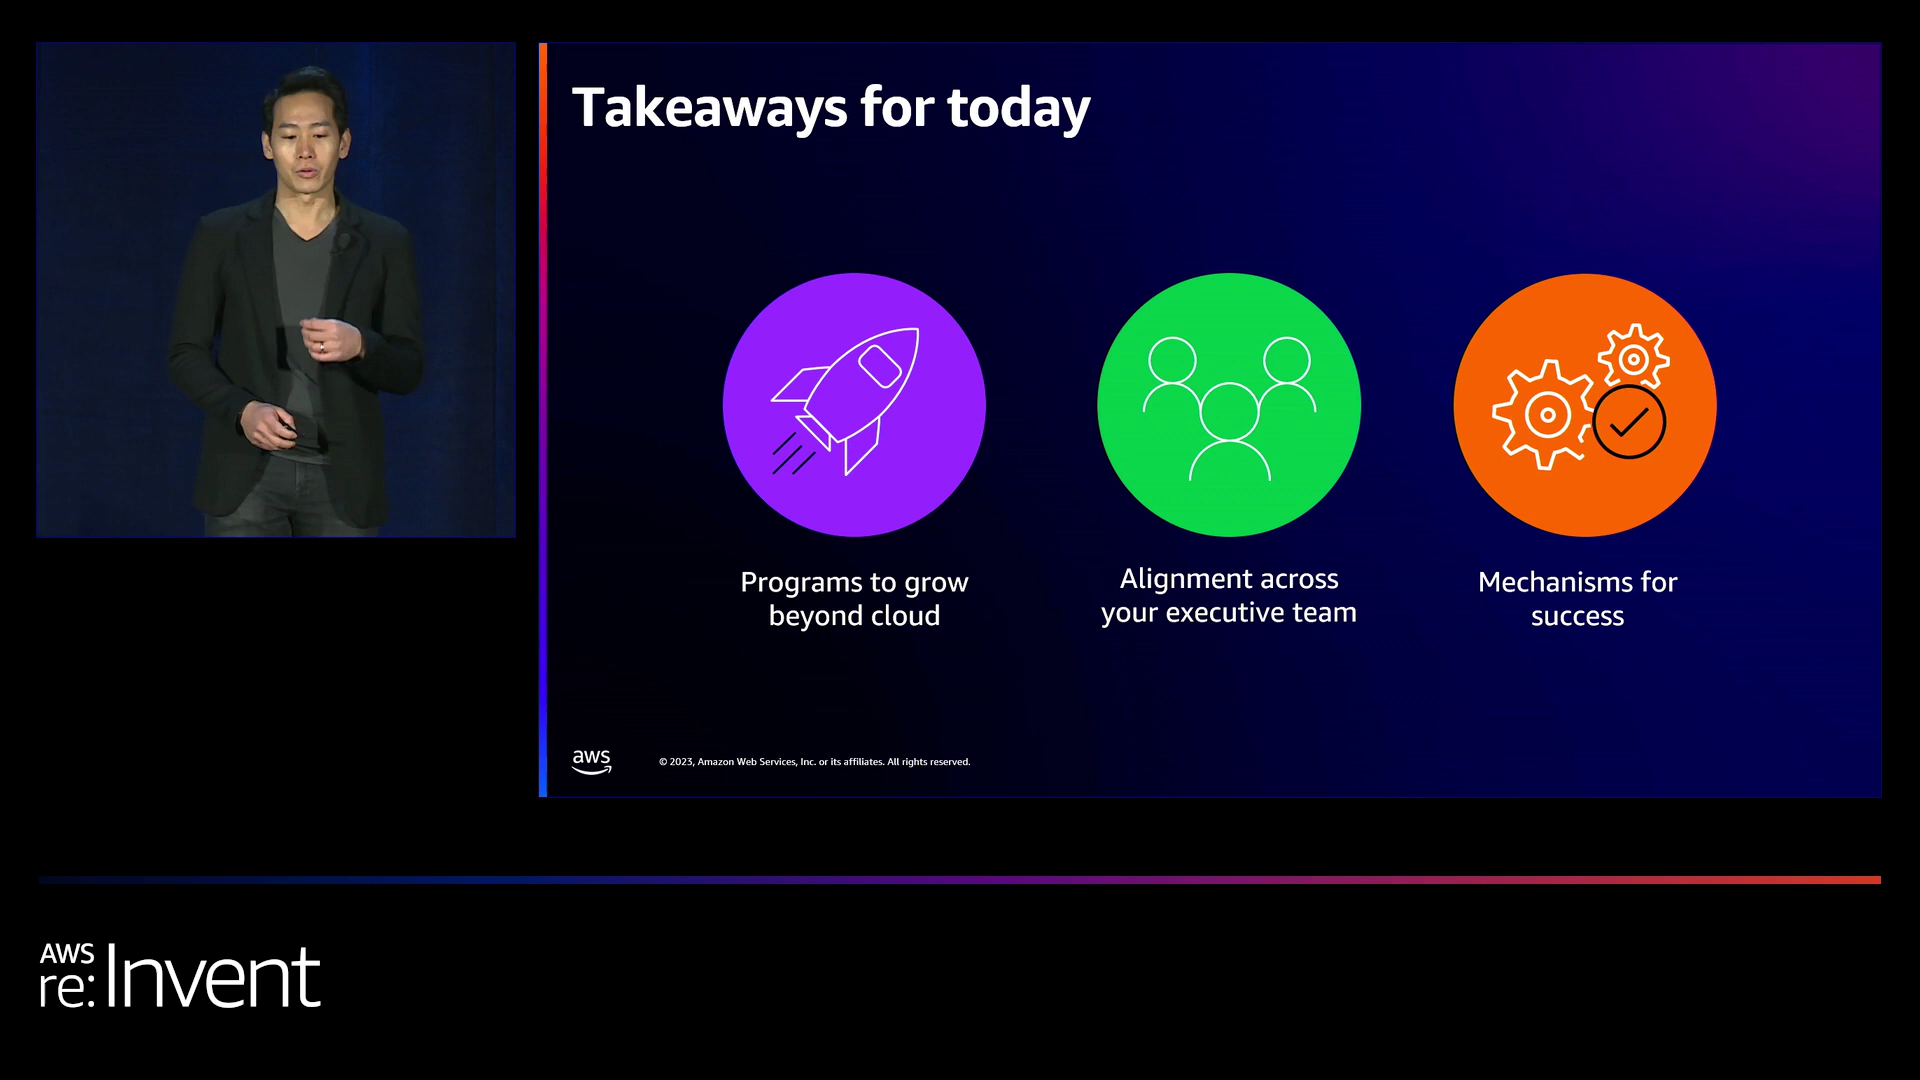 Takeaways for today
Programs to grow
beyond cloud
Alignment across
your executive team
Mechanisms for
success
aws
© 2023, Amazon Web Services, Inc. or its affiliates. All rights reserved.
AWS
re:Invent